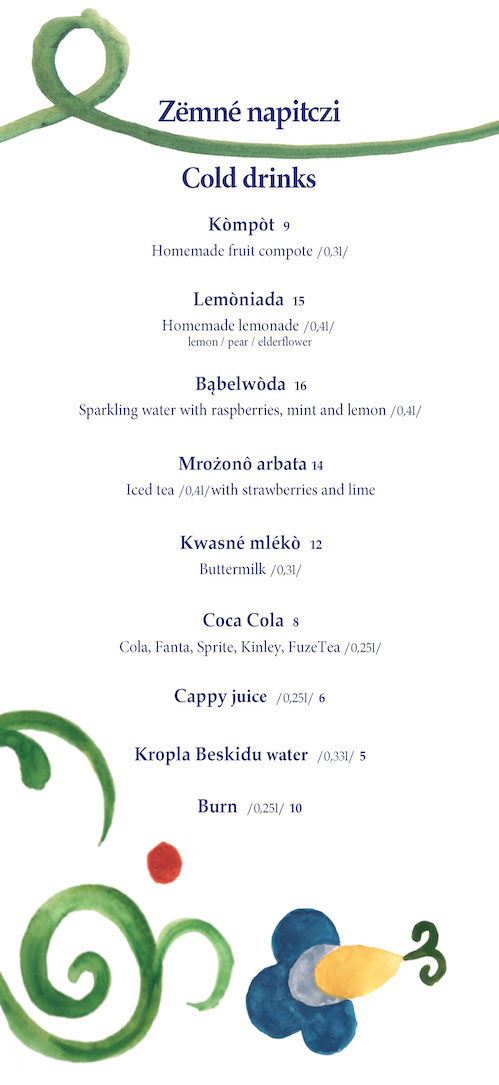 Zëmné napitczi
Cold drinks
Kòmpòt 9
Homemade fruit compote /0,3l/
Lemòniada 15
Homemade lemonade /0,4l/
lemon / pear / elderflower
Bąbelwòda 16
Sparkling water with raspberries, mint and lemon /0,4l/
Mrożonô arbata 14
Iced tea /0,4l/with strawberries and lime
Kwasné mlékò 12
Buttermilk /0,3l/
Coca Cola 8
Cola, Fanta, Sprite, Kinley, FuzeTea /0,25l/
Cappy juice /0,25l/ 6
Kropla Beskidu water /0,33l/ 5
Burn /0,25l/ 10